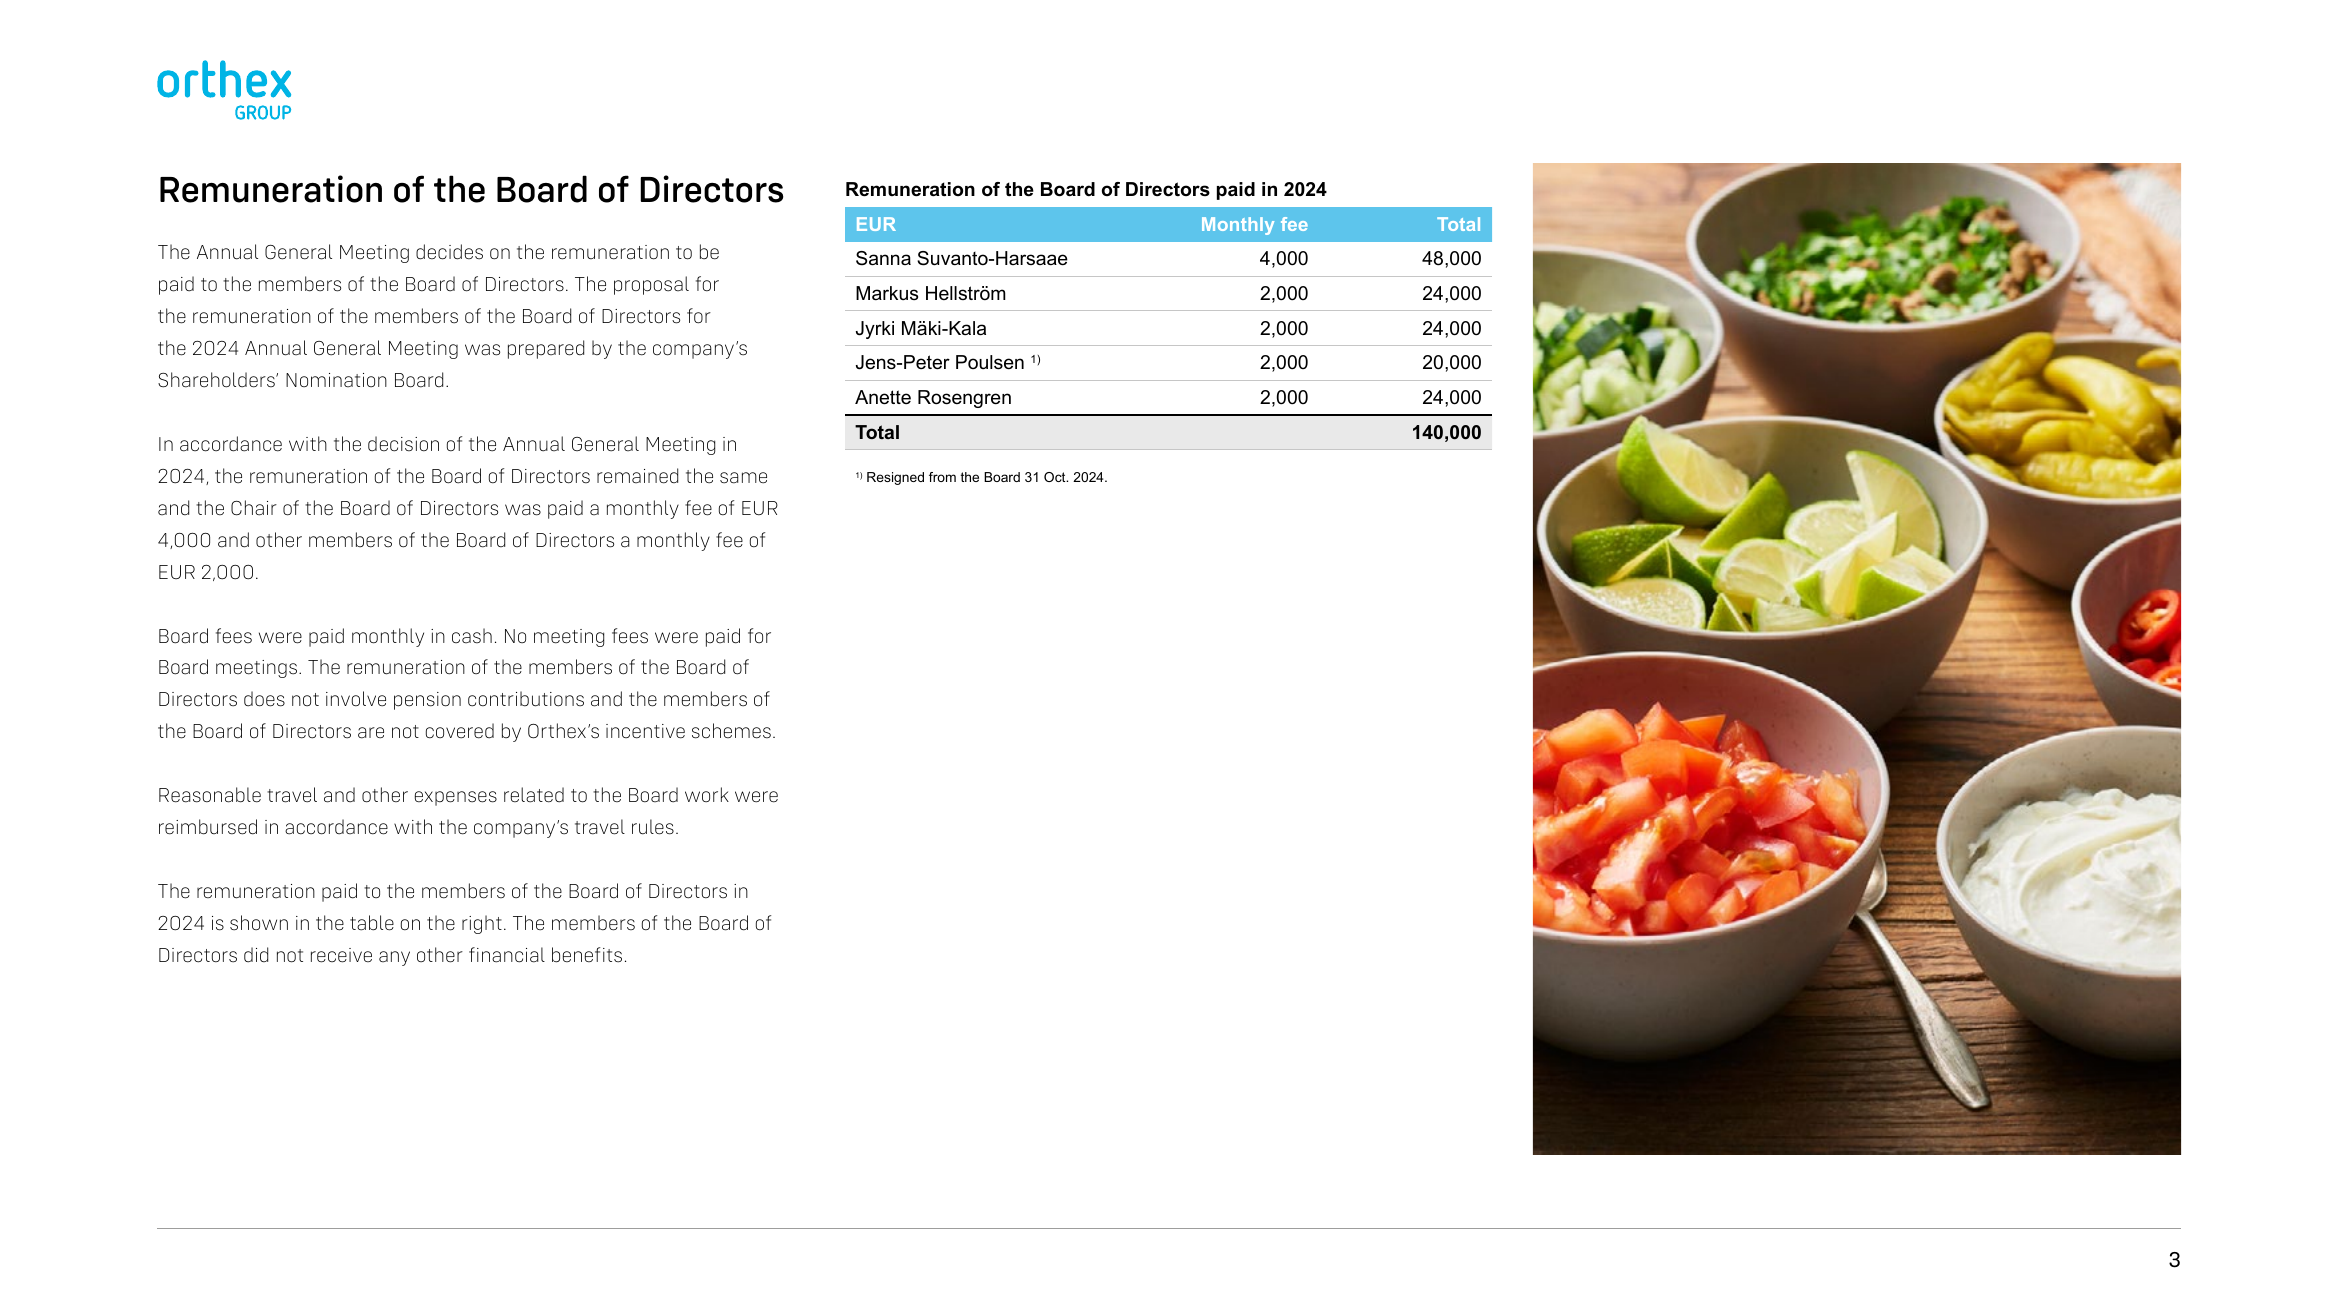 orthex
GROUP
Remuneration of the Board of Directors
The Annual General Meeting decides on the remuneration to be
paid to the members of the Board of Directors. The proposal for
the remuneration of the members of the Board of Directors for
the 2024 Annual General Meeting was prepared by the company’s
Shareholders’ Nomination Board.
In accordance with the decision of the Annual General Meeting in
2024, the remuneration of the Board of Directors remained the same
and the Chair of the Board of Directors was paid a monthly fee of EUR
4,000 and other members of the Board of Directors a monthly fee of
EUR 2,000.
Board fees were paid monthly in cash. No meeting fees were paid for
Board meetings. The remuneration of the members of the Board of
Directors does not involve pension contributions and the members of
the Board of Directors are not covered by Orthex’s incentive schemes.
Reasonable travel and other expenses related to the Board work were
reimbursed in accordance with the company’s travel rules.
The remuneration paid to the members of the Board of Directors in
2024 is shown in the table on the right. The members of the Board of
Directors did not receive any other financial benefits.
Remuneration of the Board of Directors paid in 2024
EUR Monthly fee Total
Sanna Suvanto-Harsaae 4,000 48,000
Markus Hellström 2,000 24,000
Jyrki Mäki-Kala 2,000 24,000
Jens-Peter Poulsen 1) 2,000 20,000
Anette Rosengren 2,000 24,000
Total 140,000
1) Resigned from the Board 31 Oct. 2024.
3